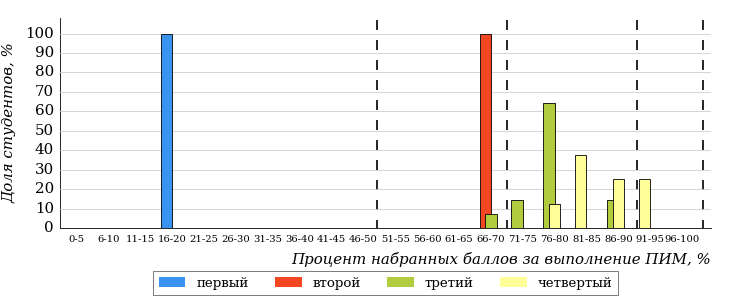 Доля студентов, %
100
90
80
70
60
50
40
30
20
10
0
0-5 6-10 11-15 16-20 21-25 26-30 31-35 36-40 41-45 46-50 51-55 56-60 61-65 66-70 71-75 76-80 81-85 86-90 91-95 96-100
Процент набранных баллов за выполнение ПИМ, %
первый второй третий четвертый